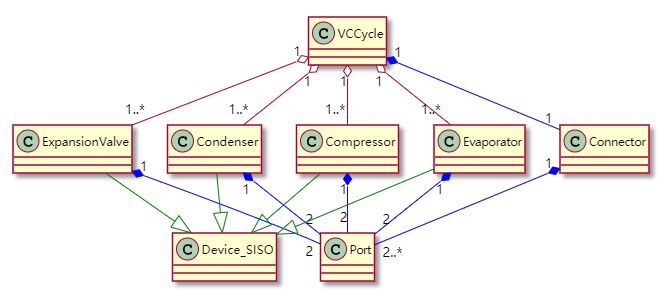 C VCCycle
1 1 1 1 1
1..* 1..* 1..* 1..* 1
C ExpansionValve
C Condenser
C Compressor
C Evaporator
C Connector
1 1 1 1 1
2 2 2 2 2..*
C Device_SISO
C Port